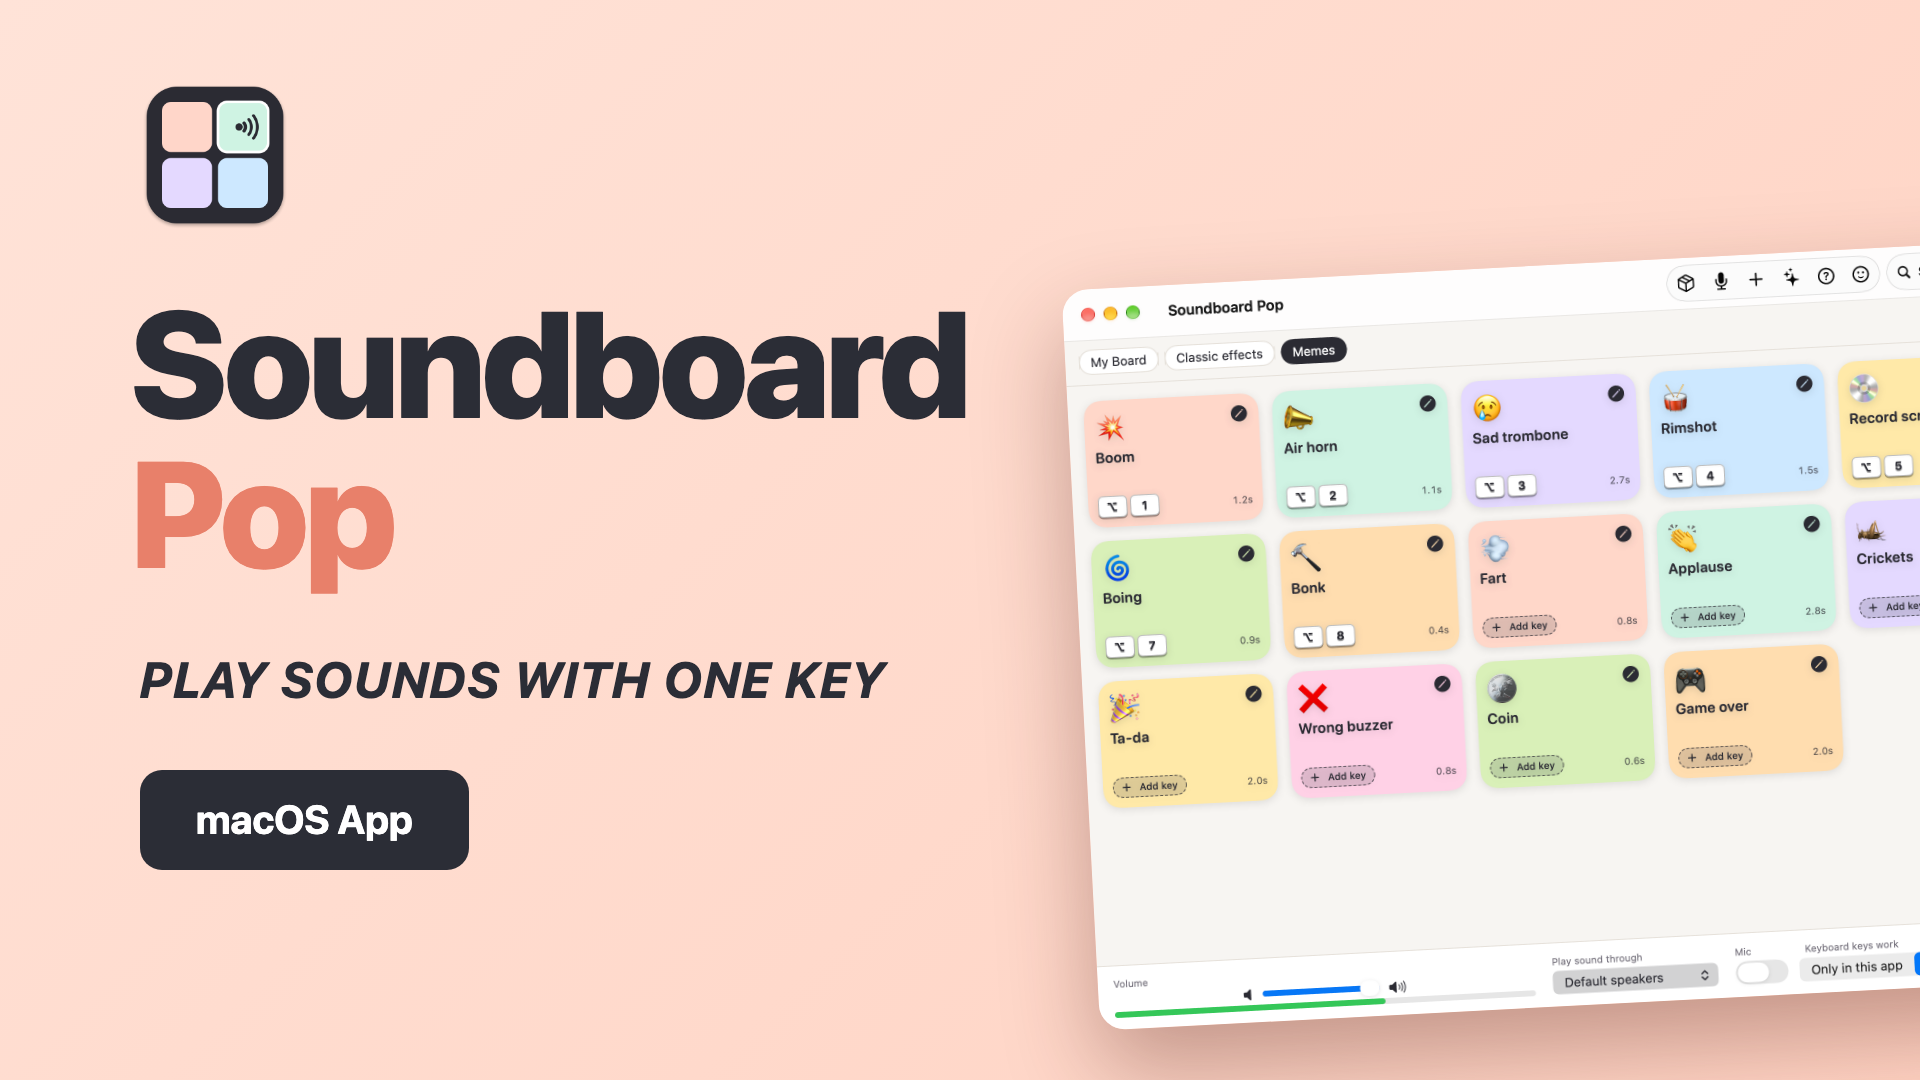 Soundboard
Pop
PLAY SOUNDS WITH ONE KEY
macOS App
Soundboard Pop
My Board
Classic effects
Memes
Boom
⌥ 1
1.2s
Air horn
⌥ 2
1.1s
Sad trombone
⌥ 3
2.7s
Rimshot
⌥ 4
1.5s
Record scr
⌥ 5
Boing
⌥ 7
0.9s
Bonk
⌥ 8
0.4s
Fart
+ Add key
0.8s
Applause
+ Add key
2.8s
Crickets
+ Add key
Ta-da
+ Add key
2.0s
Wrong buzzer
+ Add key
0.8s
Coin
+ Add key
0.6s
Game over
+ Add key
2.0s
Volume
Play sound through
Default speakers
Mic
Keyboard keys work
Only in this app